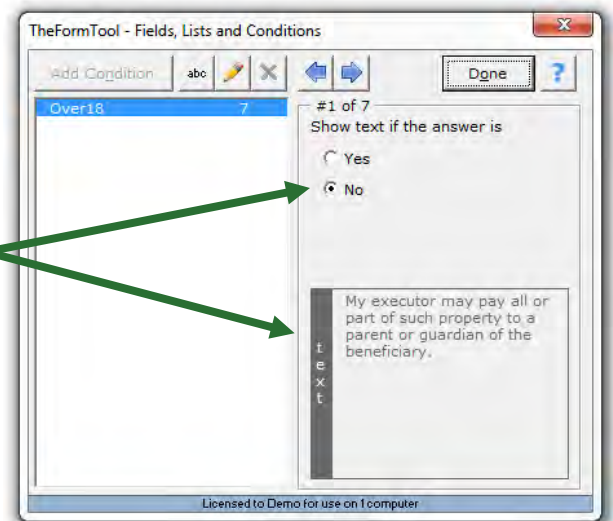 TheFormTool - Fields, Lists and Conditions
Add Condition abc Done ?
Over18 7
#1 of 7
Show text if the answer is
Yes
No
text
My executor may pay all or
part of such property to a
parent or guardian of the
beneficiary.
Licensed to Demo for use on 1 computer